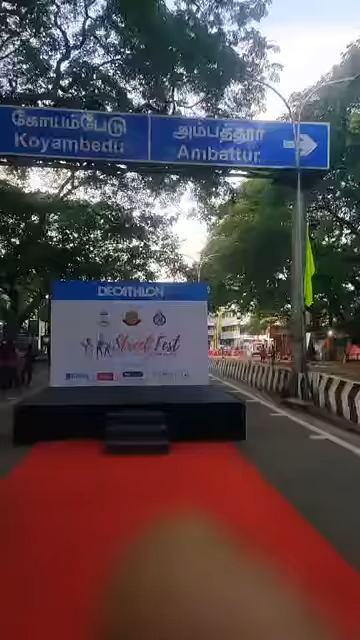 கோயம்பேடு
Koyambedu
அம்பத்தூர்
Ambattur
DECATHLON
Street Fest